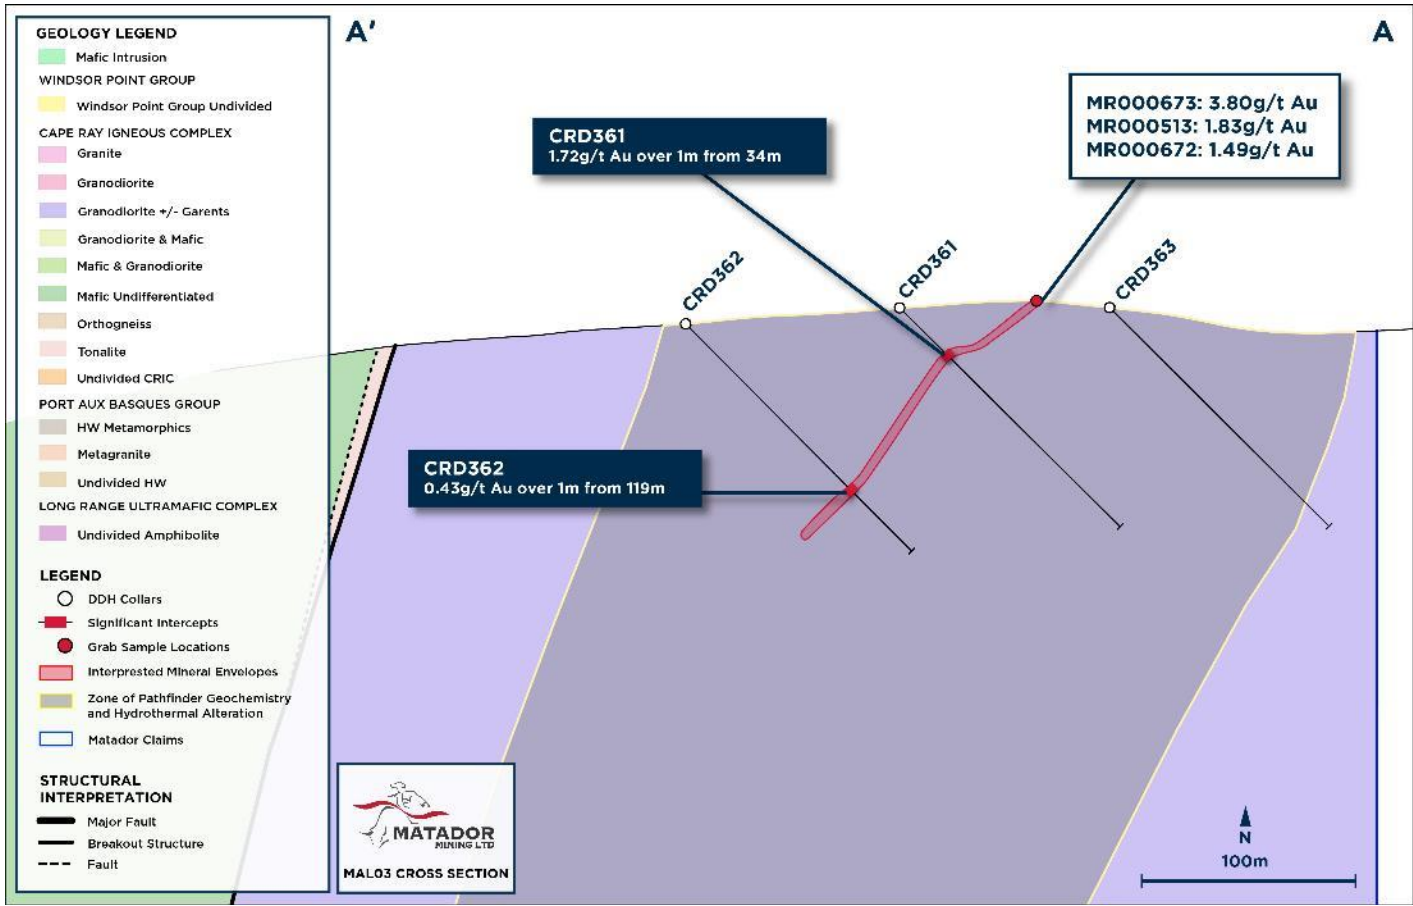 GEOLOGY LEGEND
Mafic Intrusion
WINDSOR POINT GROUP
Windsor Point Group Undivided
CAPE RAY IGNEOUS COMPLEX
Granite
Granodiorite
Granodiorite +/- Garents
Granodiorite & Mafic
Mafic & Granodiorite
Mafic Undifferentiated
Orthogneiss
Tonalite
Undivided CRIC
PORT AUX BASQUES GROUP
HW Metamorphics
Metagranite
Undivided HW
LONG RANGE ULTRAMAFIC COMPLEX
Undivided Amphibolite
LEGEND
DDH Collars
Significant Intercepts
Grab Sample Locations
Interprested Mineral Envelopes
Zone of Pathfinder Geochemistry
and Hydrothermal Alteration
Matador Claims
STRUCTURAL
INTERPRETATION
Major Fault
Breakout Structure
Fault
A'
A
CRD361
1.72g/t Au over 1m from 34m
MR000673: 3.80g/t Au
MR000513: 1.83g/t Au
MR000672: 1.49g/t Au
CRD362
CRD361
CRD363
CRD362
0.43g/t Au over 1m from 119m
MATADOR
MINING LTD
MAL03 CROSS SECTION
N
100m